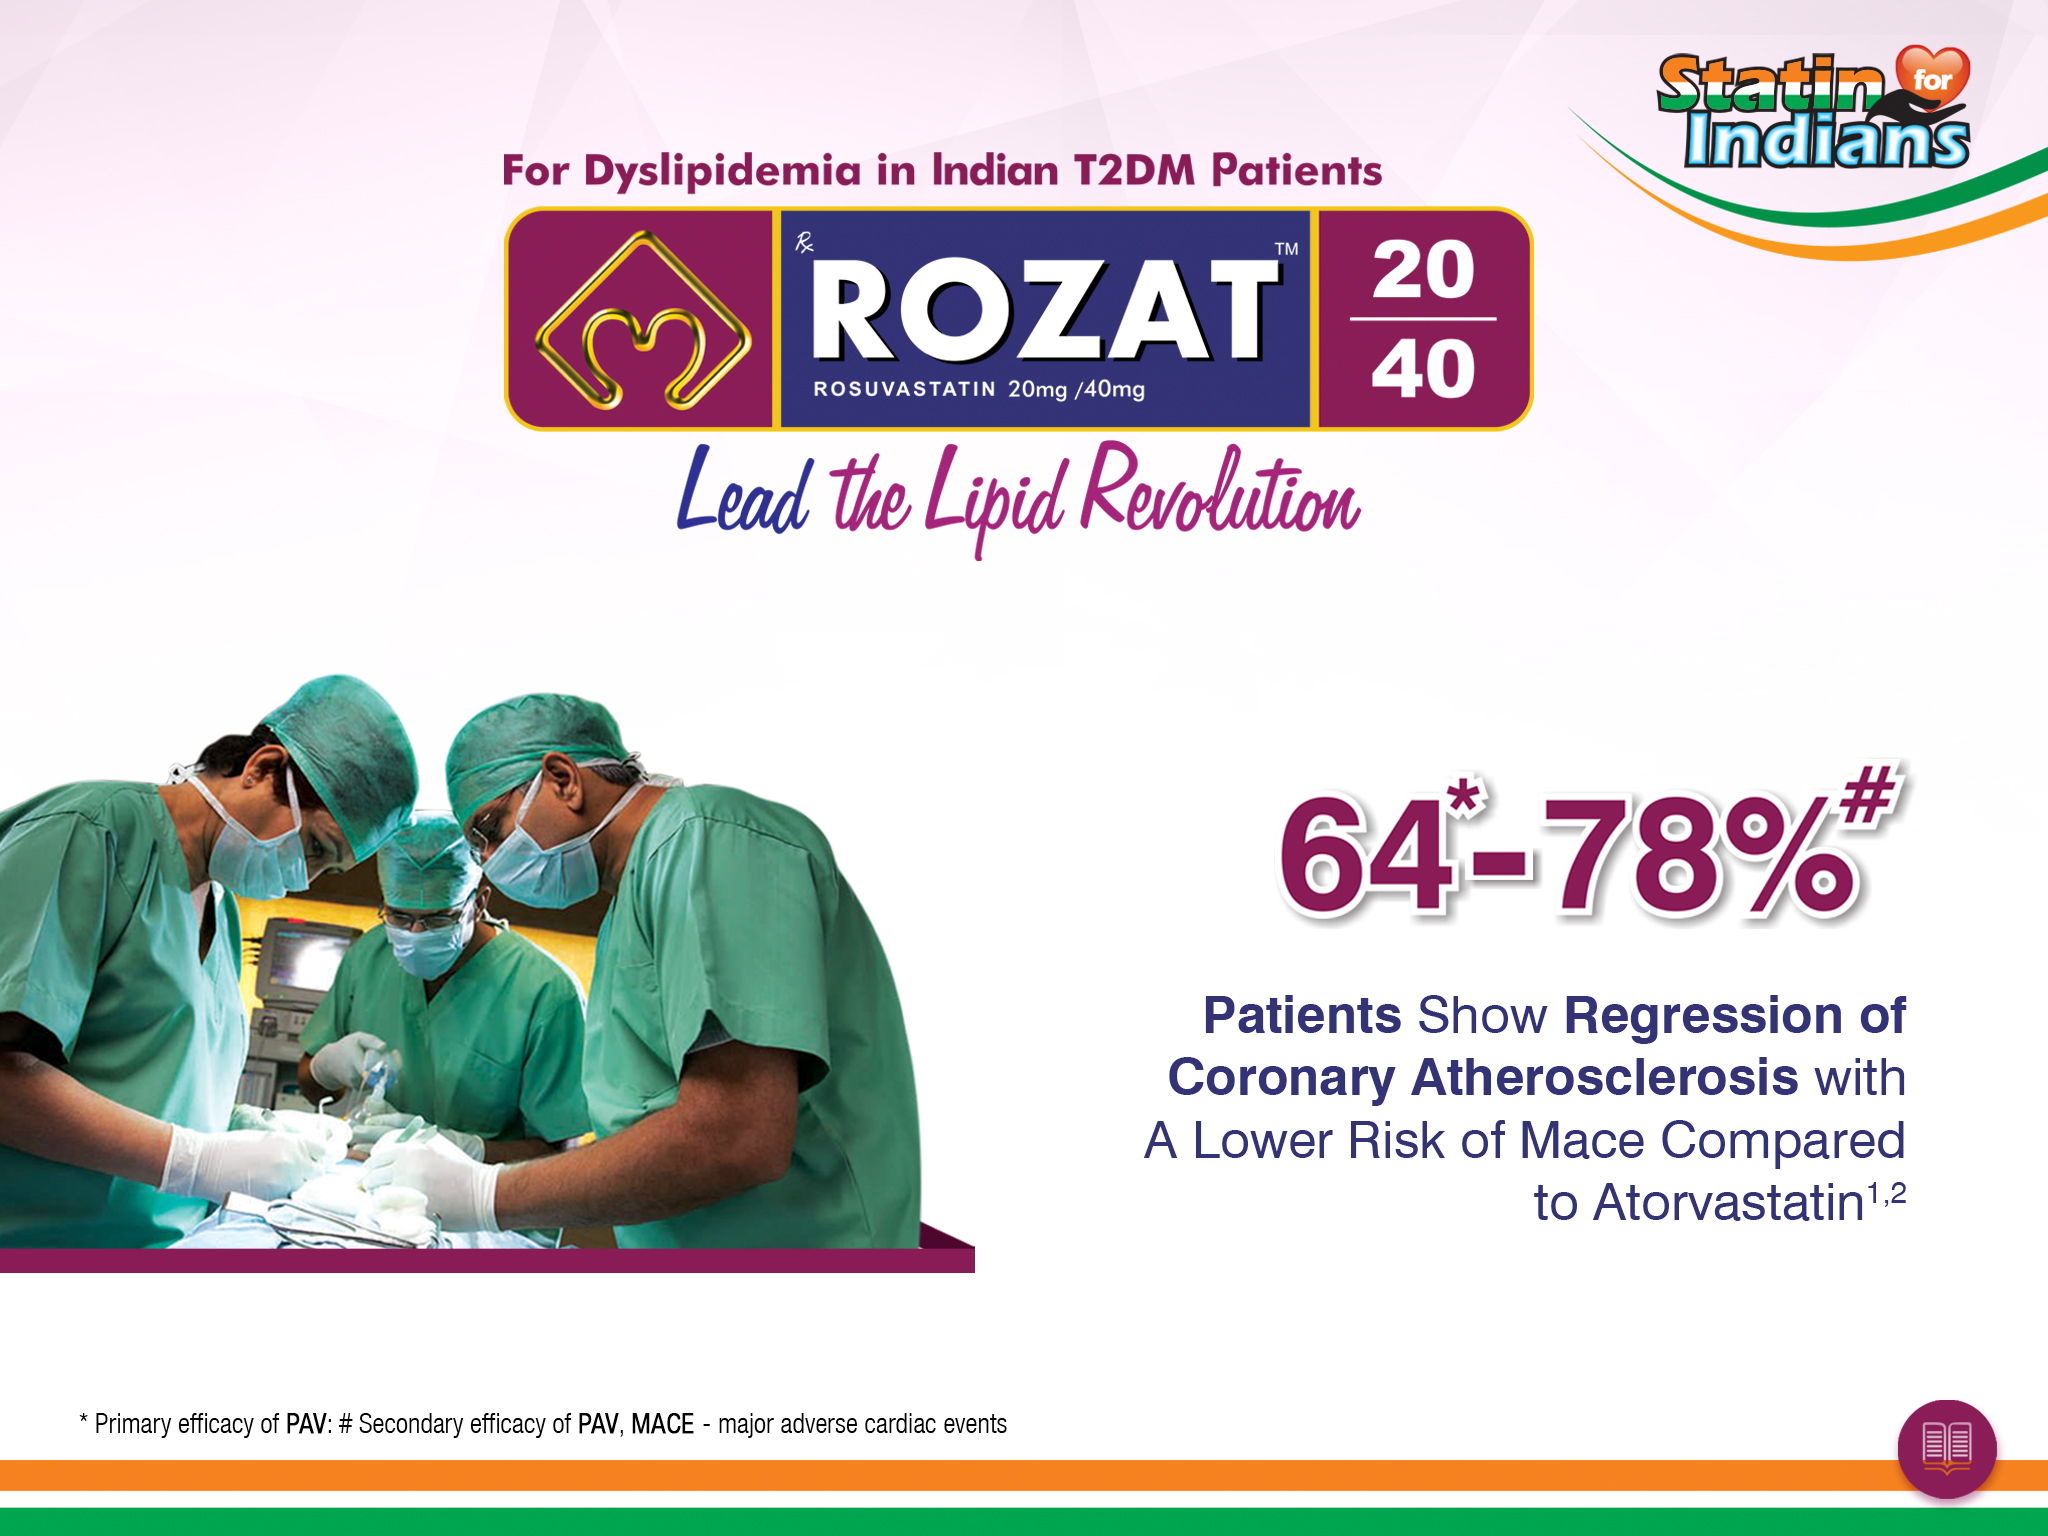 Statin for
Indians
For Dyslipidemia in Indian T2DM Patients
Rx ROZAT™
ROSUVASTATIN 20mg /40mg
20
40
Lead the Lipid Revolution
64*-78%#
Patients Show Regression of
Coronary Atherosclerosis with
A Lower Risk of Mace Compared
to Atorvastatin1,2
* Primary efficacy of PAV: # Secondary efficacy of PAV, MACE - major adverse cardiac events